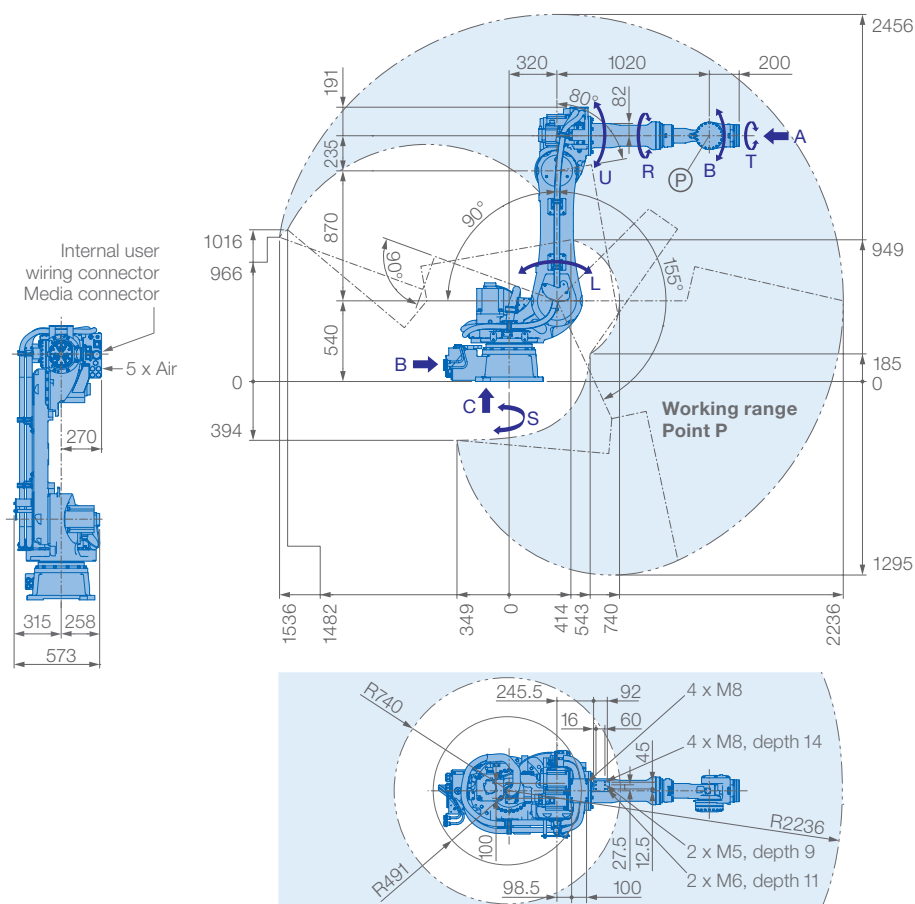 2456
320
1020
200
191
80°
82
A
235
U
R
P
B
T
870
90°
155°
1016
966
90°
949
L
Internal user
wiring connector
Media connector
5 x Air
540
B
185
0
0
C
S
Working range
Point P
394
270
1295
315
258
573
1536
1482
349
0
414
543
740
2236
R740
245.5
92
4 x M8
16
60
4 x M8, depth 14
45
R2236
100
27.5
12.5
2 x M5, depth 9
2 x M6, depth 11
R491
98.5
100